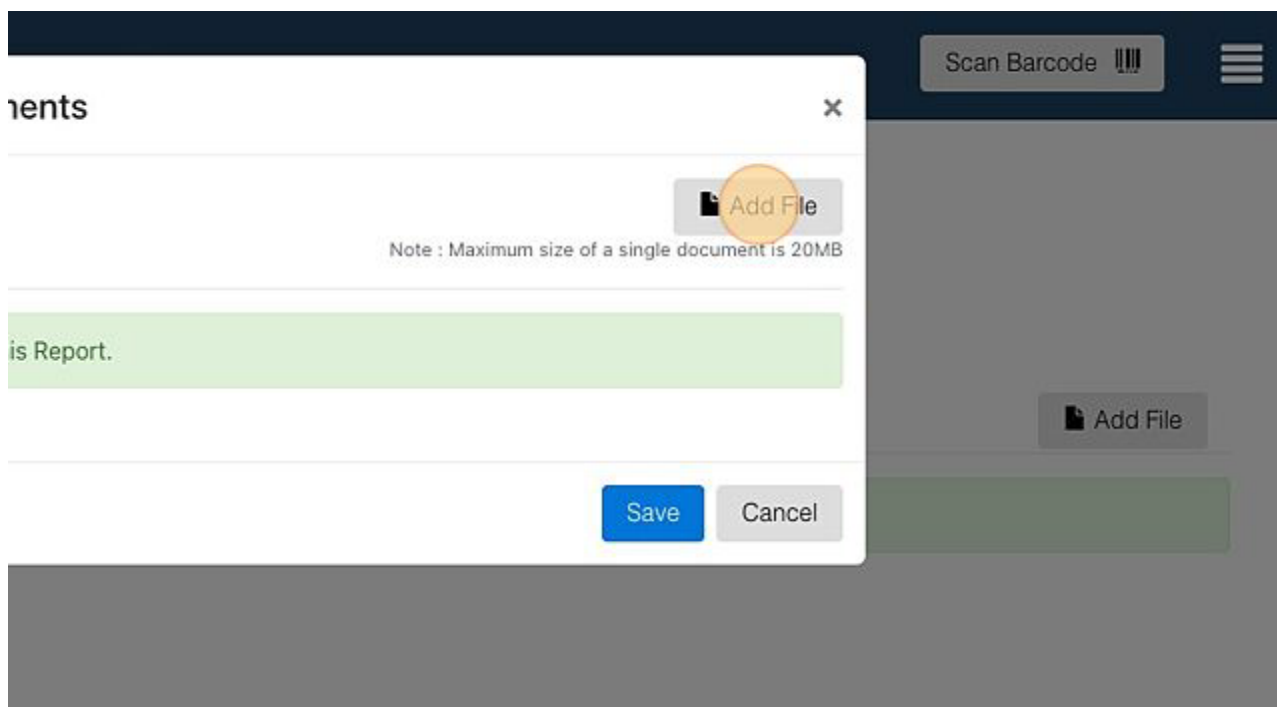 Scan Barcode
nents
×
Add File
Note : Maximum size of a single document is 20MB
is Report.
Add File
Save
Cancel